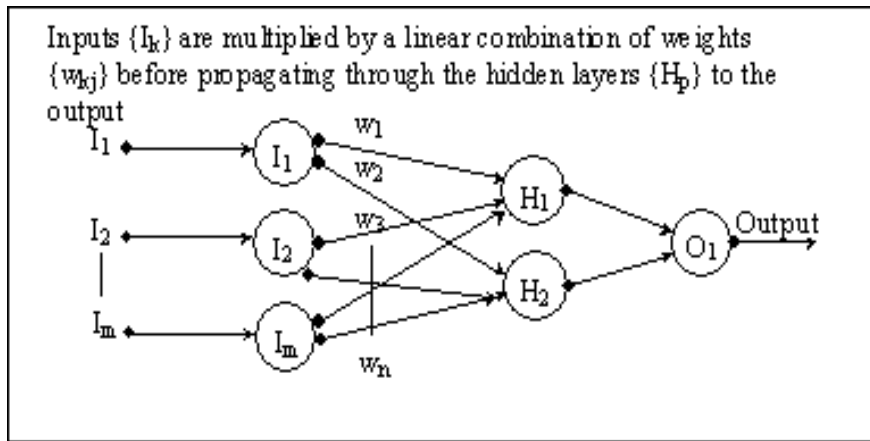 Inputs {Ik} are multiplied by a linear combination of weights
{wkj} before propagating through the hidden layers {Hp} to the
output
I1
I1
w1
w2
H1
I2
I2
w3
O1
Output
H2
Im
Im
wn